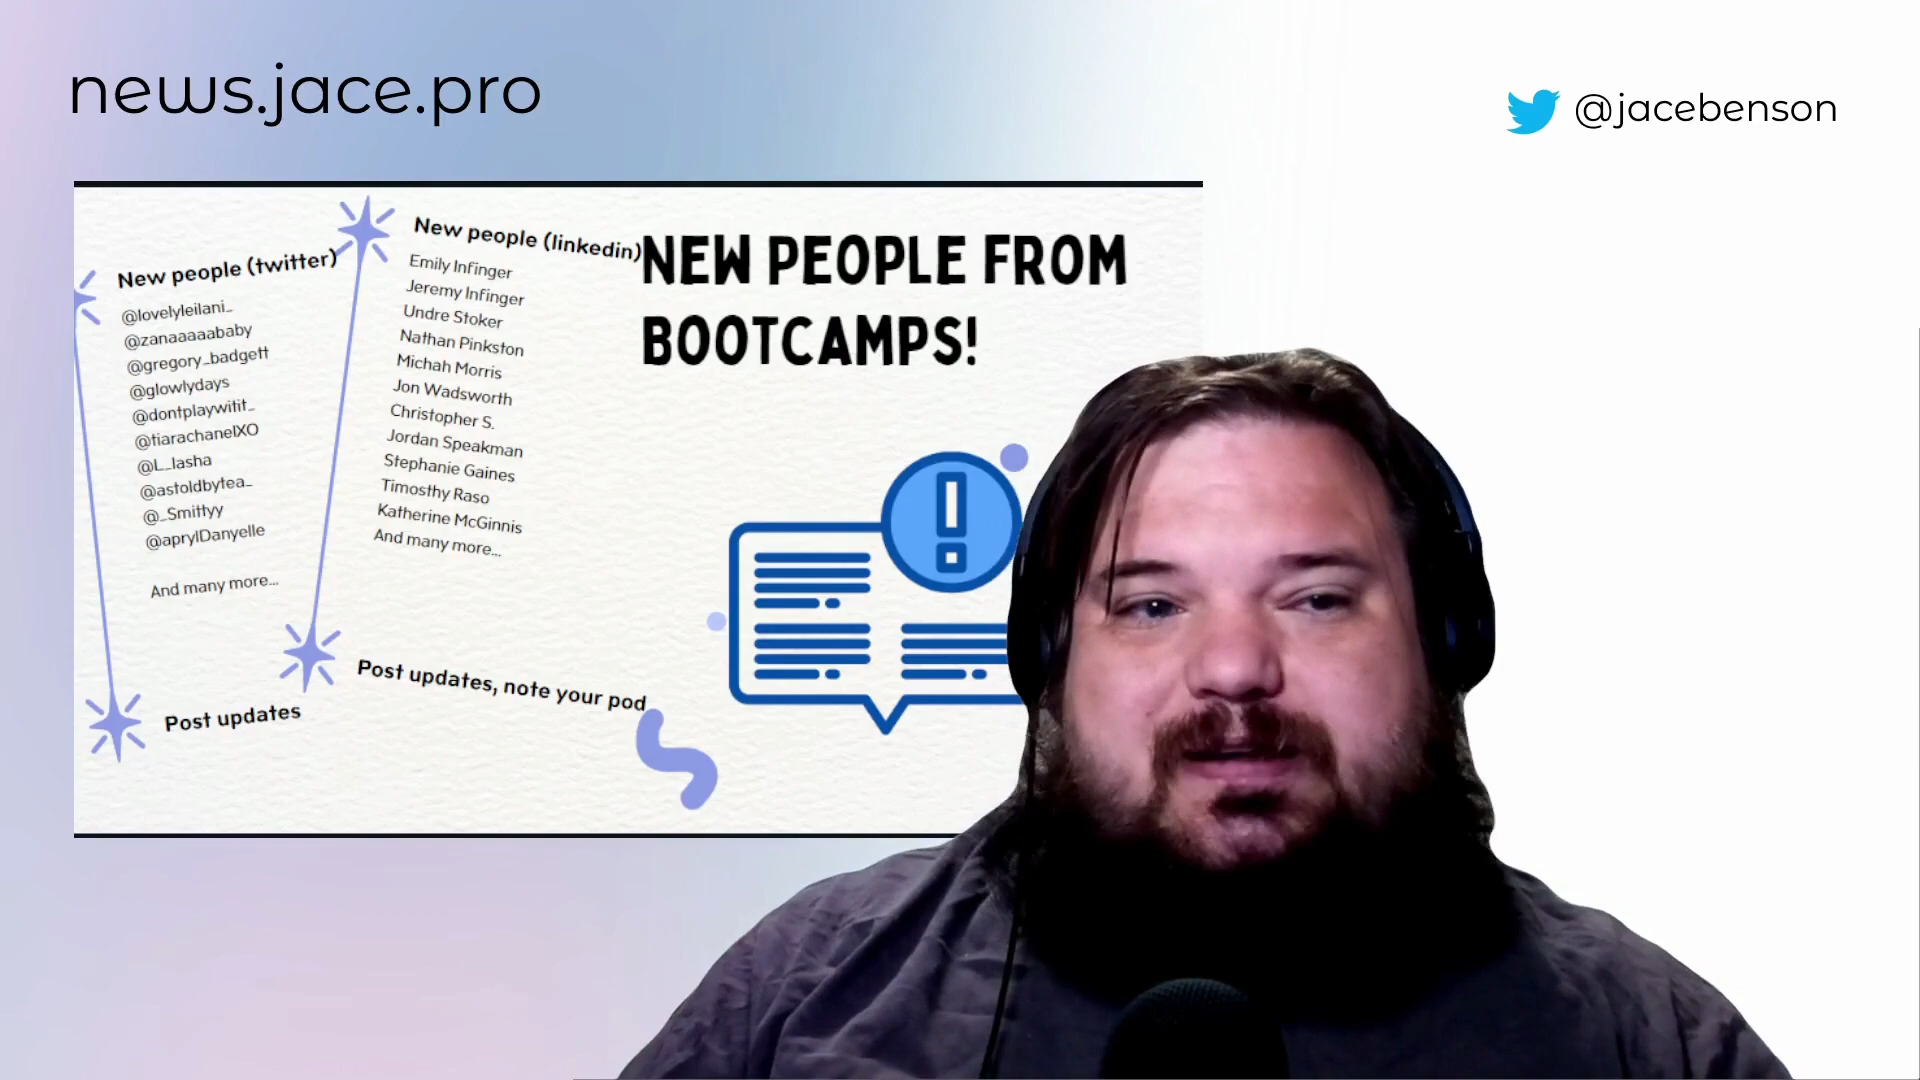 news.jace.pro
@jacebenson
New people (twitter)
@lovelyleilani_
@zanaaaaababy
@gregory_badgett
@glowlydays
@dontplaywitit_
@tiarachanelXO
@L_lasha
@astoldbytea_
@_Smittyy
@aprylDanyelle
And many more...
Post updates
New people (linkedin)
Emily Infinger
Jeremy Infinger
Undre Stoker
Nathan Pinkston
Michah Morris
Jon Wadsworth
Christopher S.
Jordan Speakman
Stephanie Gaines
Timosthy Raso
Katherine McGinnis
And many more...
Post updates, note your pod
NEW PEOPLE FROM
BOOTCAMPS!